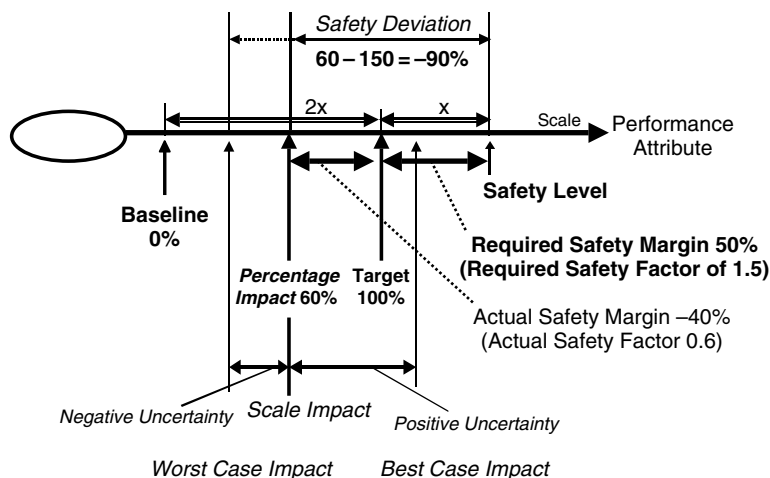 Safety Deviation
60 – 150 = –90%
2x
x
Scale
Performance
Attribute
Baseline
0%
Safety Level
Required Safety Margin 50%
(Required Safety Factor of 1.5)
Percentage
Impact 60%
Target
100%
Actual Safety Margin –40%
(Actual Safety Factor 0.6)
Negative Uncertainty
Scale Impact
Positive Uncertainty
Worst Case Impact
Best Case Impact